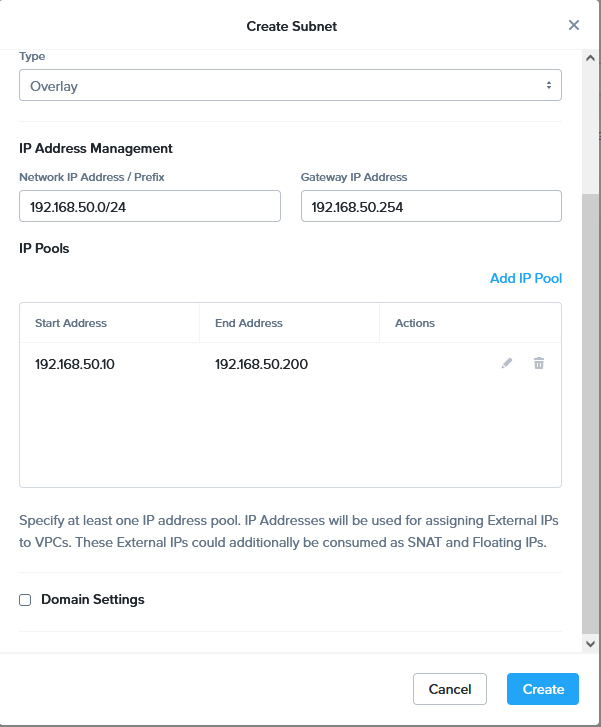 Create Subnet
Type
Overlay
IP Address Management
Network IP Address / Prefix
Gateway IP Address
192.168.50.0/24
192.168.50.254
IP Pools
Add IP Pool
Start Address
End Address
Actions
192.168.50.10
192.168.50.200
Specify at least one IP address pool. IP Addresses will be used for assigning External IPs
to VPCs. These External IPs could additionally be consumed as SNAT and Floating IPs.
Domain Settings
Cancel
Create